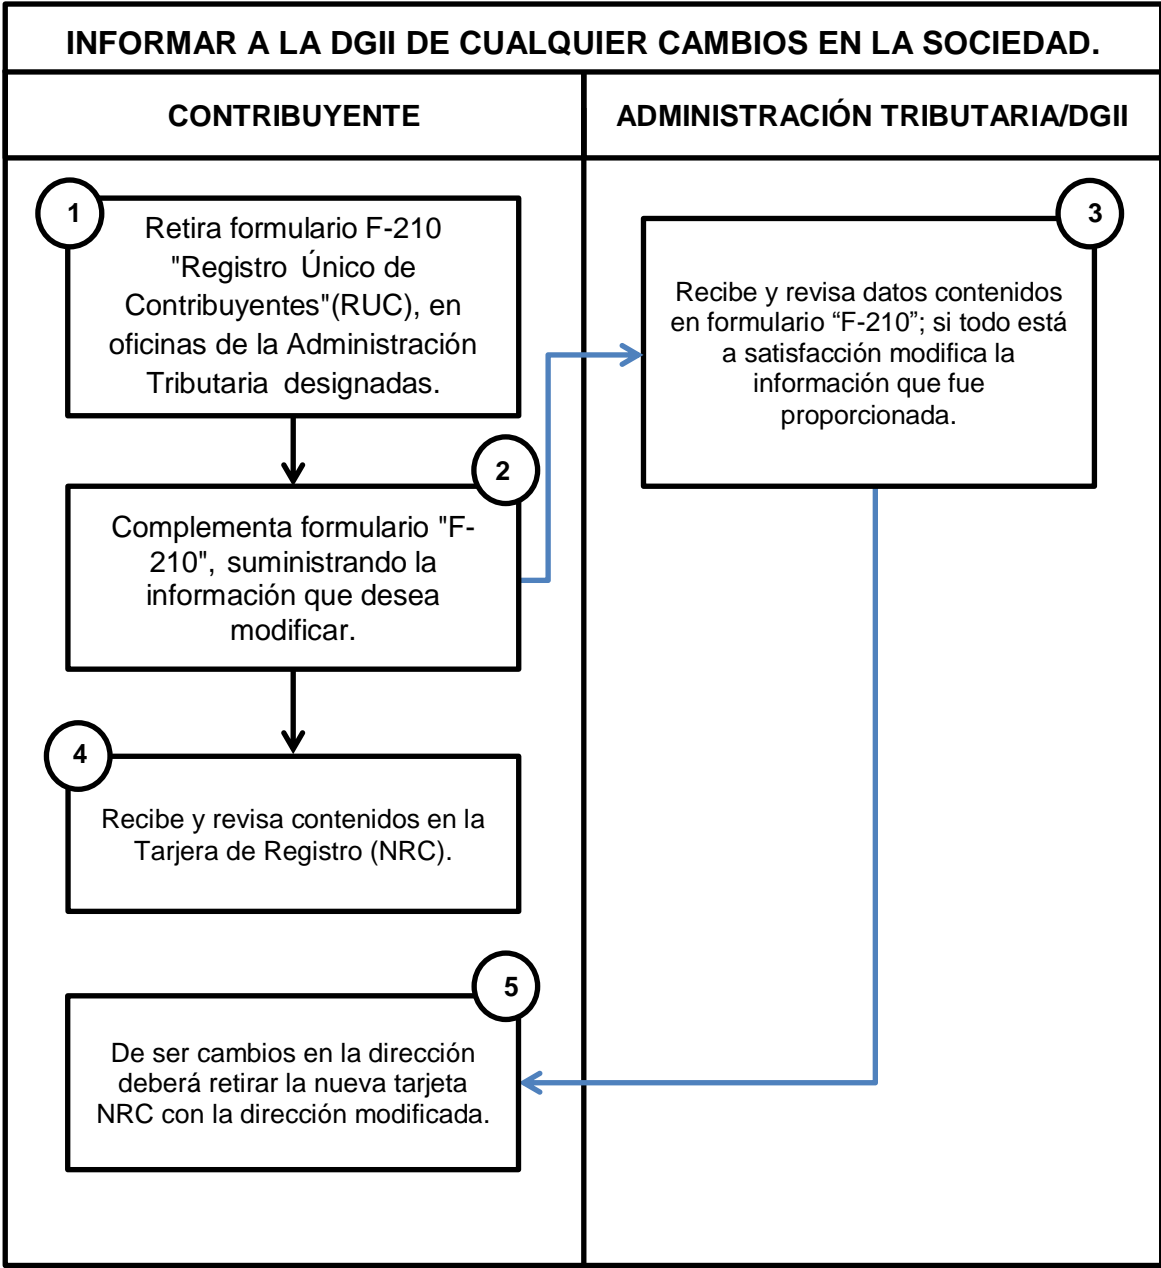 INFORMAR A LA DGII DE CUALQUIER CAMBIOS EN LA SOCIEDAD.
CONTRIBUYENTE
ADMINISTRACIÓN TRIBUTARIA/DGII
1
Retira formulario F-210
"Registro Único de
Contribuyentes"(RUC), en
oficinas de la Administración
Tributaria designadas.
2
Complementa formulario "F-
210", suministrando la
información que desea
modificar.
3
Recibe y revisa datos contenidos
en formulario “F-210”; si todo está
a satisfacción modifica la
información que fue
proporcionada.
4
Recibe y revisa contenidos en la
Tarjera de Registro (NRC).
5
De ser cambios en la dirección
deberá retirar la nueva tarjeta
NRC con la dirección modificada.